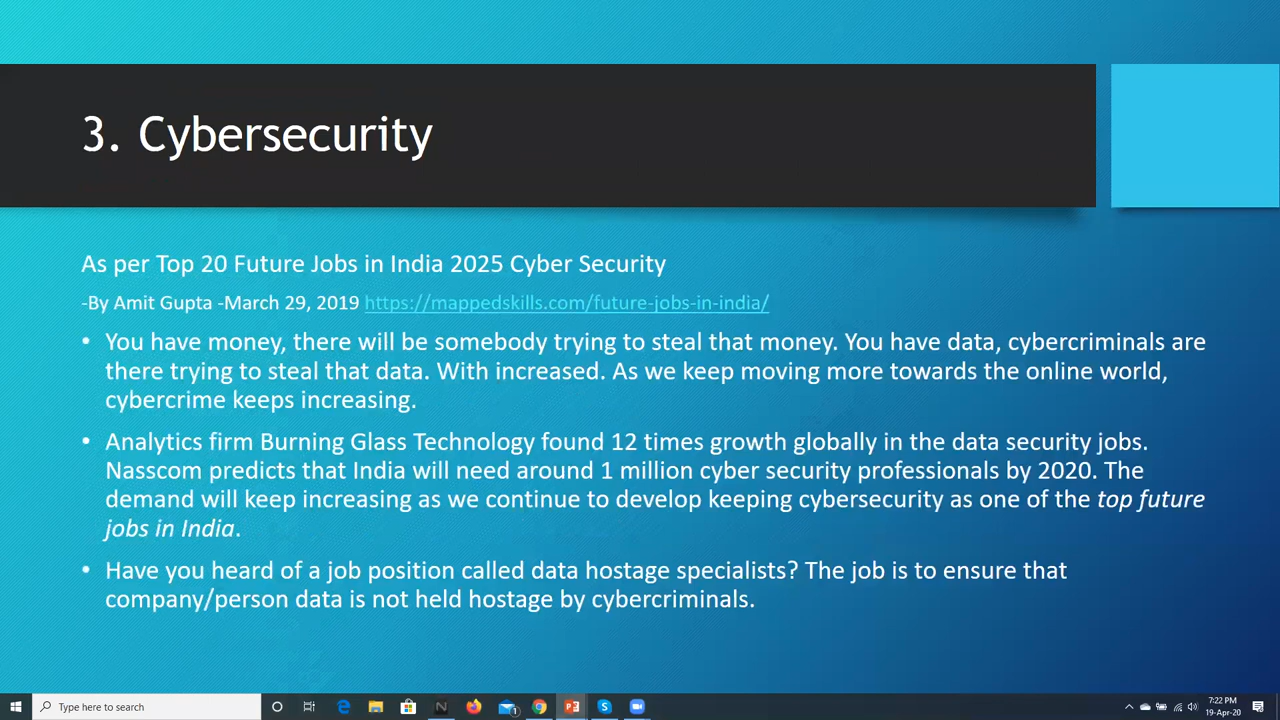 3. Cybersecurity
As per Top 20 Future Jobs in India 2025 Cyber Security
-By Amit Gupta -March 29, 2019 https://mappedskills.com/future-jobs-in-india/
• You have money, there will be somebody trying to steal that money. You have data, cybercriminals are
there trying to steal that data. With increased. As we keep moving more towards the online world,
cybercrime keeps increasing.
• Analytics firm Burning Glass Technology found 12 times growth globally in the data security jobs.
Nasscom predicts that India will need around 1 million cyber security professionals by 2020. The
demand will keep increasing as we continue to develop keeping cybersecurity as one of the top future
jobs in India.
• Have you heard of a job position called data hostage specialists? The job is to ensure that
company/person data is not held hostage by cybercriminals.
Type here to search
7:22 PM
19-Apr-20